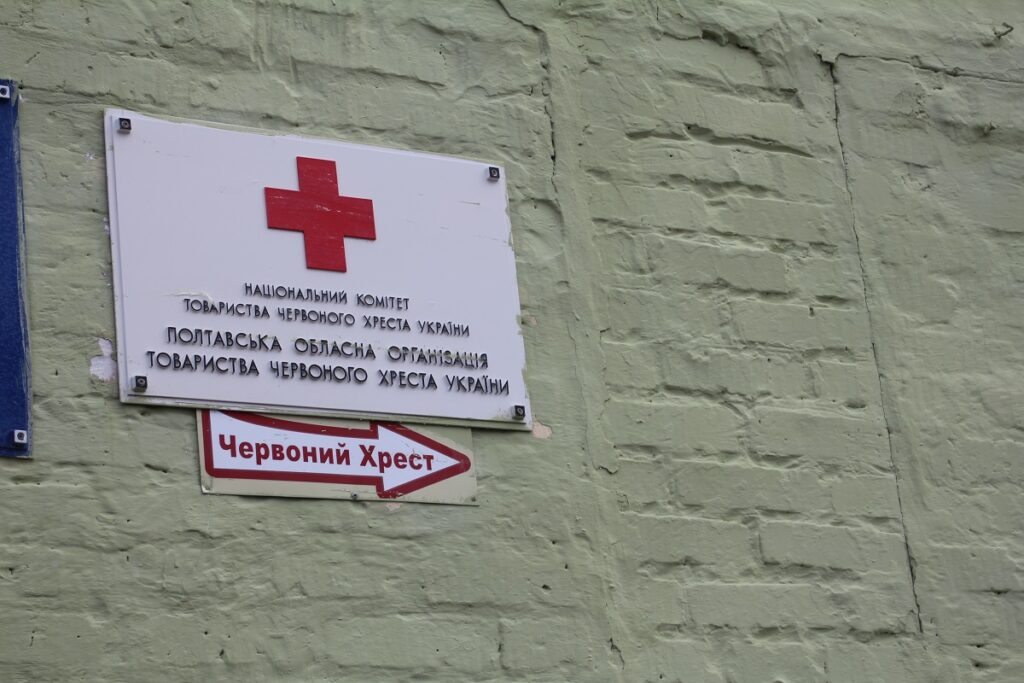 НАЦІОНАЛЬНИЙ КОМІТЕТ
ТОВАРИСТВА ЧЕРВОНОГО ХРЕСТА УКРАЇНИ
ПОЛТАВСЬКА ОБЛАСНА ОРГАНІЗАЦІЯ
ТОВАРИСТВА ЧЕРВОНОГО ХРЕСТА УКРАЇНИ
Червоний Хрест